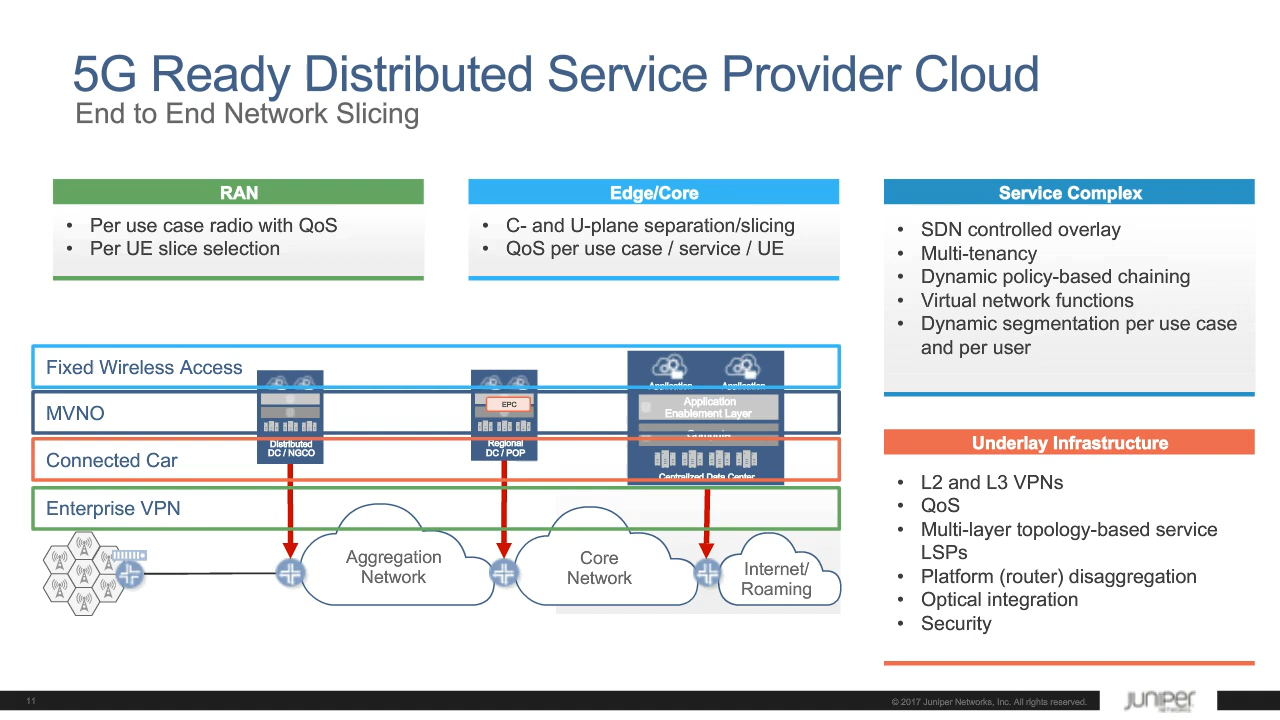 5G Ready Distributed Service Provider Cloud
End to End Network Slicing
RAN
• Per use case radio with QoS
• Per UE slice selection
Edge/Core
• C- and U-plane separation/slicing
• QoS per use case / service / UE
Service Complex
• SDN controlled overlay
• Multi-tenancy
• Dynamic policy-based chaining
• Virtual network functions
• Dynamic segmentation per use case
and per user
Fixed Wireless Access
MVNO
Connected Car
Enterprise VPN
Distributed
DC / NGCO
EPC
Regional
DC / POP
Application
Application
Application
Enablement Layer
Centralized Data Center
Aggregation
Network
Core
Network
Internet/
Roaming
Underlay Infrastructure
• L2 and L3 VPNs
• QoS
• Multi-layer topology-based service
LSPs
• Platform (router) disaggregation
• Optical integration
• Security
11
© 2017 Juniper Networks, Inc. All rights reserved.
JUNIPER
NETWORKS